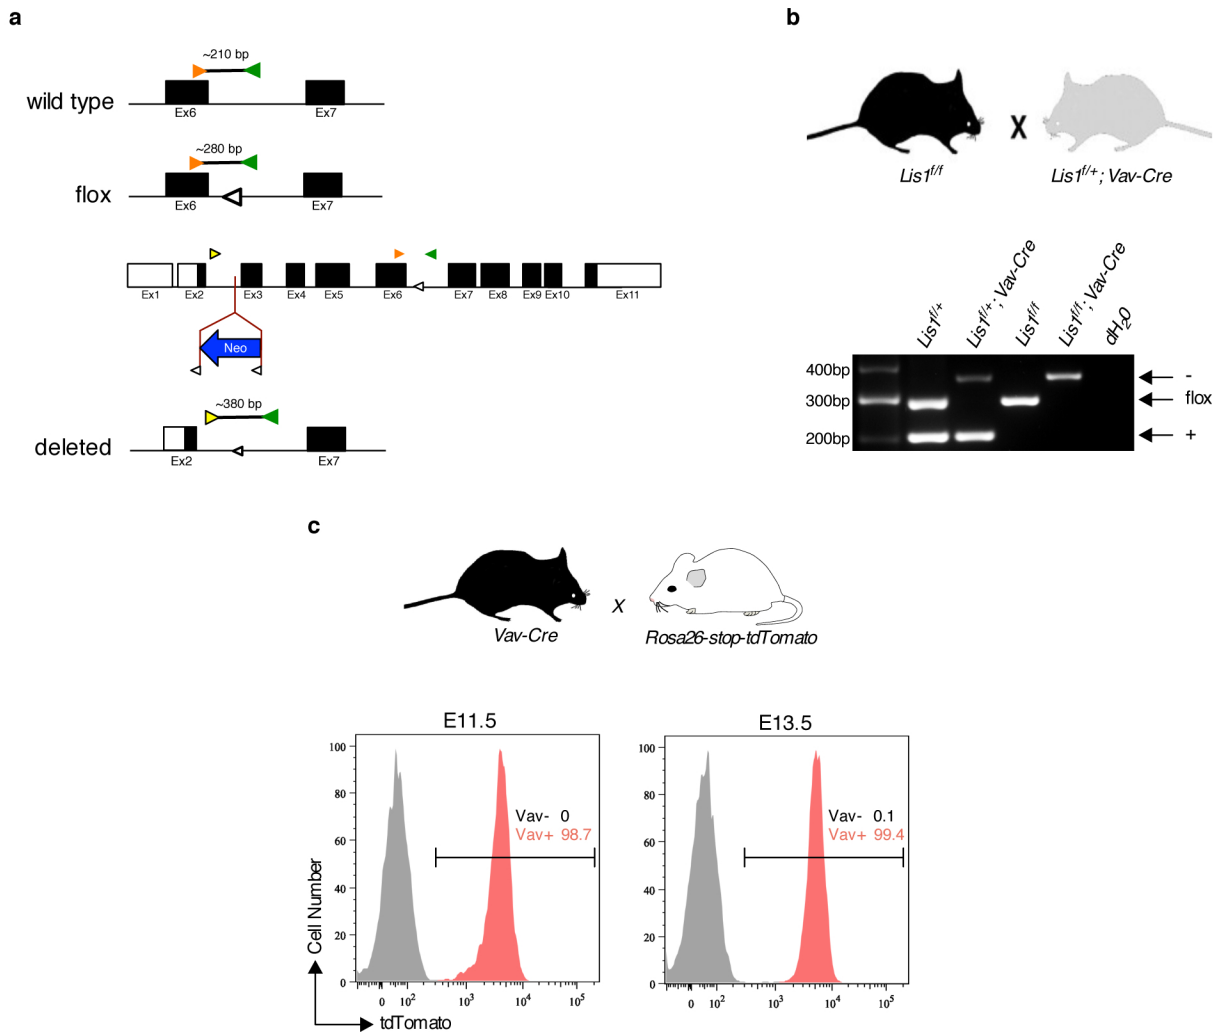 a
~210 bp
wild type
Ex6 Ex7
~280 bp
flox
Ex6 Ex7
Ex1 Ex2 Ex3 Ex4 Ex5 Ex6 Ex7 Ex8 Ex9 Ex10 Ex11
Neo
~380 bp
deleted
Ex2 Ex7
b
X
Lis1f/f
Lis1f/+; Vav-Cre
Lis1f/+
Lis1f/+; Vav-Cre
Lis1f/f
Lis1f/f; Vav-Cre
dH20
400bp -
300bp flox
200bp +
c
X
Vav-Cre
Rosa26-stop-tdTomato
E11.5
100
80
60
40
20
0
Vav- 0
Vav+ 98.7
0 102 103 104 105
Cell Number
tdTomato
E13.5
100
80
60
40
20
0
Vav- 0.1
Vav+ 99.4
0 102 103 104 105